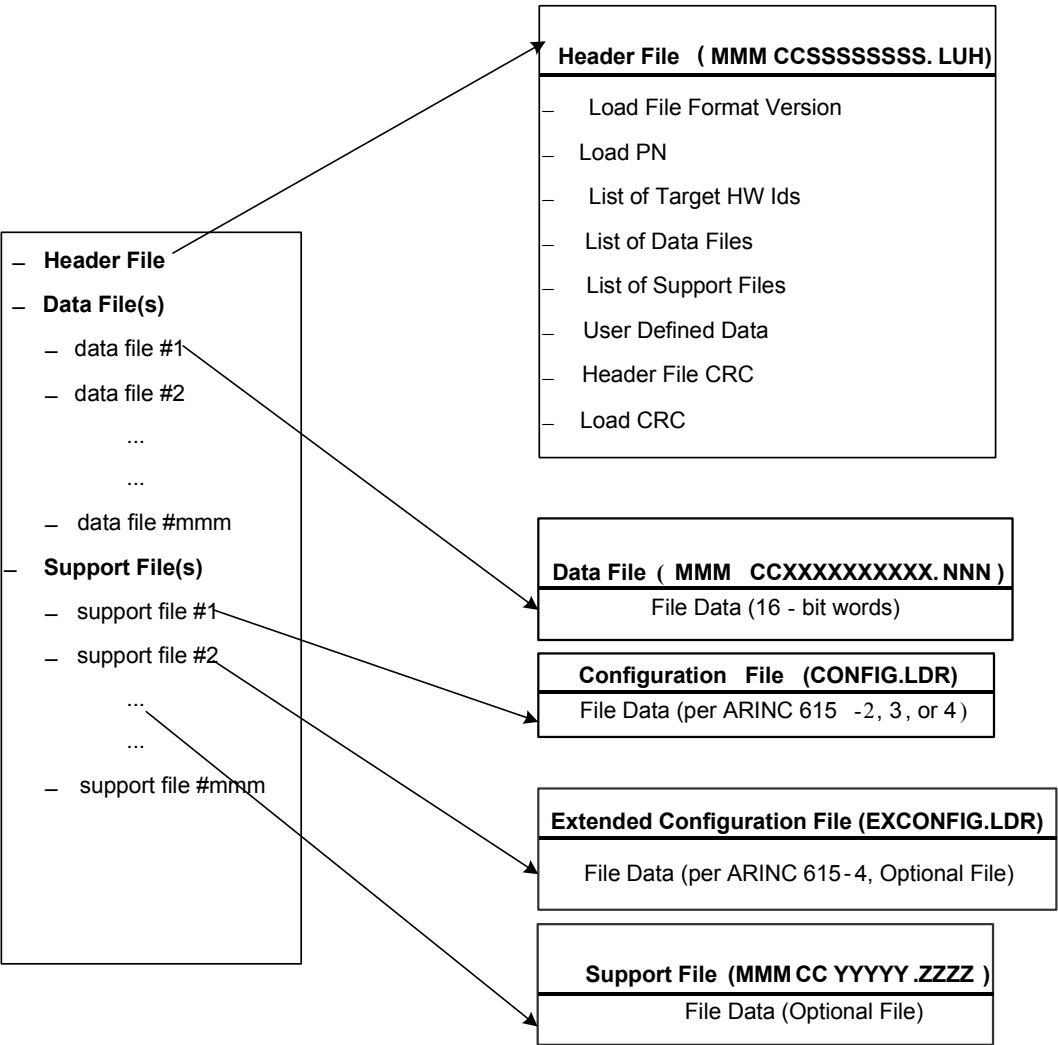 – Header File
– Data File(s)
– data file #1
– data file #2
...
...
– data file #mmm
– Support File(s)
– support file #1
– support file #2
...
...
– support file #mmm
Header File ( MMM CCSSSSSSSS. LUH)
– Load File Format Version
– Load PN
– List of Target HW Ids
– List of Data Files
– List of Support Files
– User Defined Data
– Header File CRC
– Load CRC
Data File ( MMM CCXXXXXXXXXX. NNN )
File Data (16 - bit words)
Configuration File (CONFIG.LDR)
File Data (per ARINC 615 -2, 3, or 4)
Extended Configuration File (EXCONFIG.LDR)
File Data (per ARINC 615-4, Optional File)
Support File (MMM CC YYYYY .ZZZZ )
File Data (Optional File)